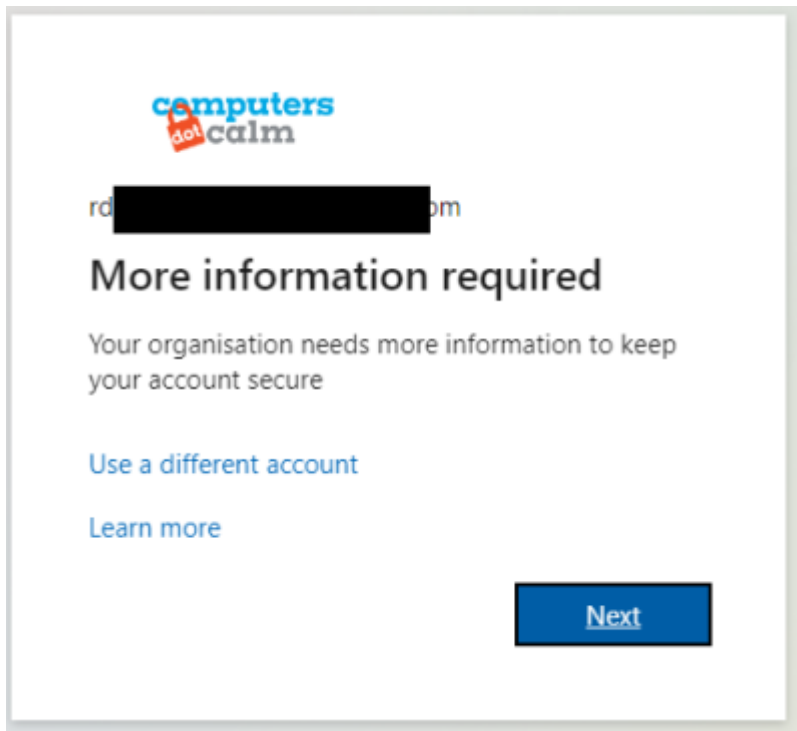 computers
dot calm
rd om
More information required
Your organisation needs more information to keep
your account secure
Use a different account
Learn more
Next